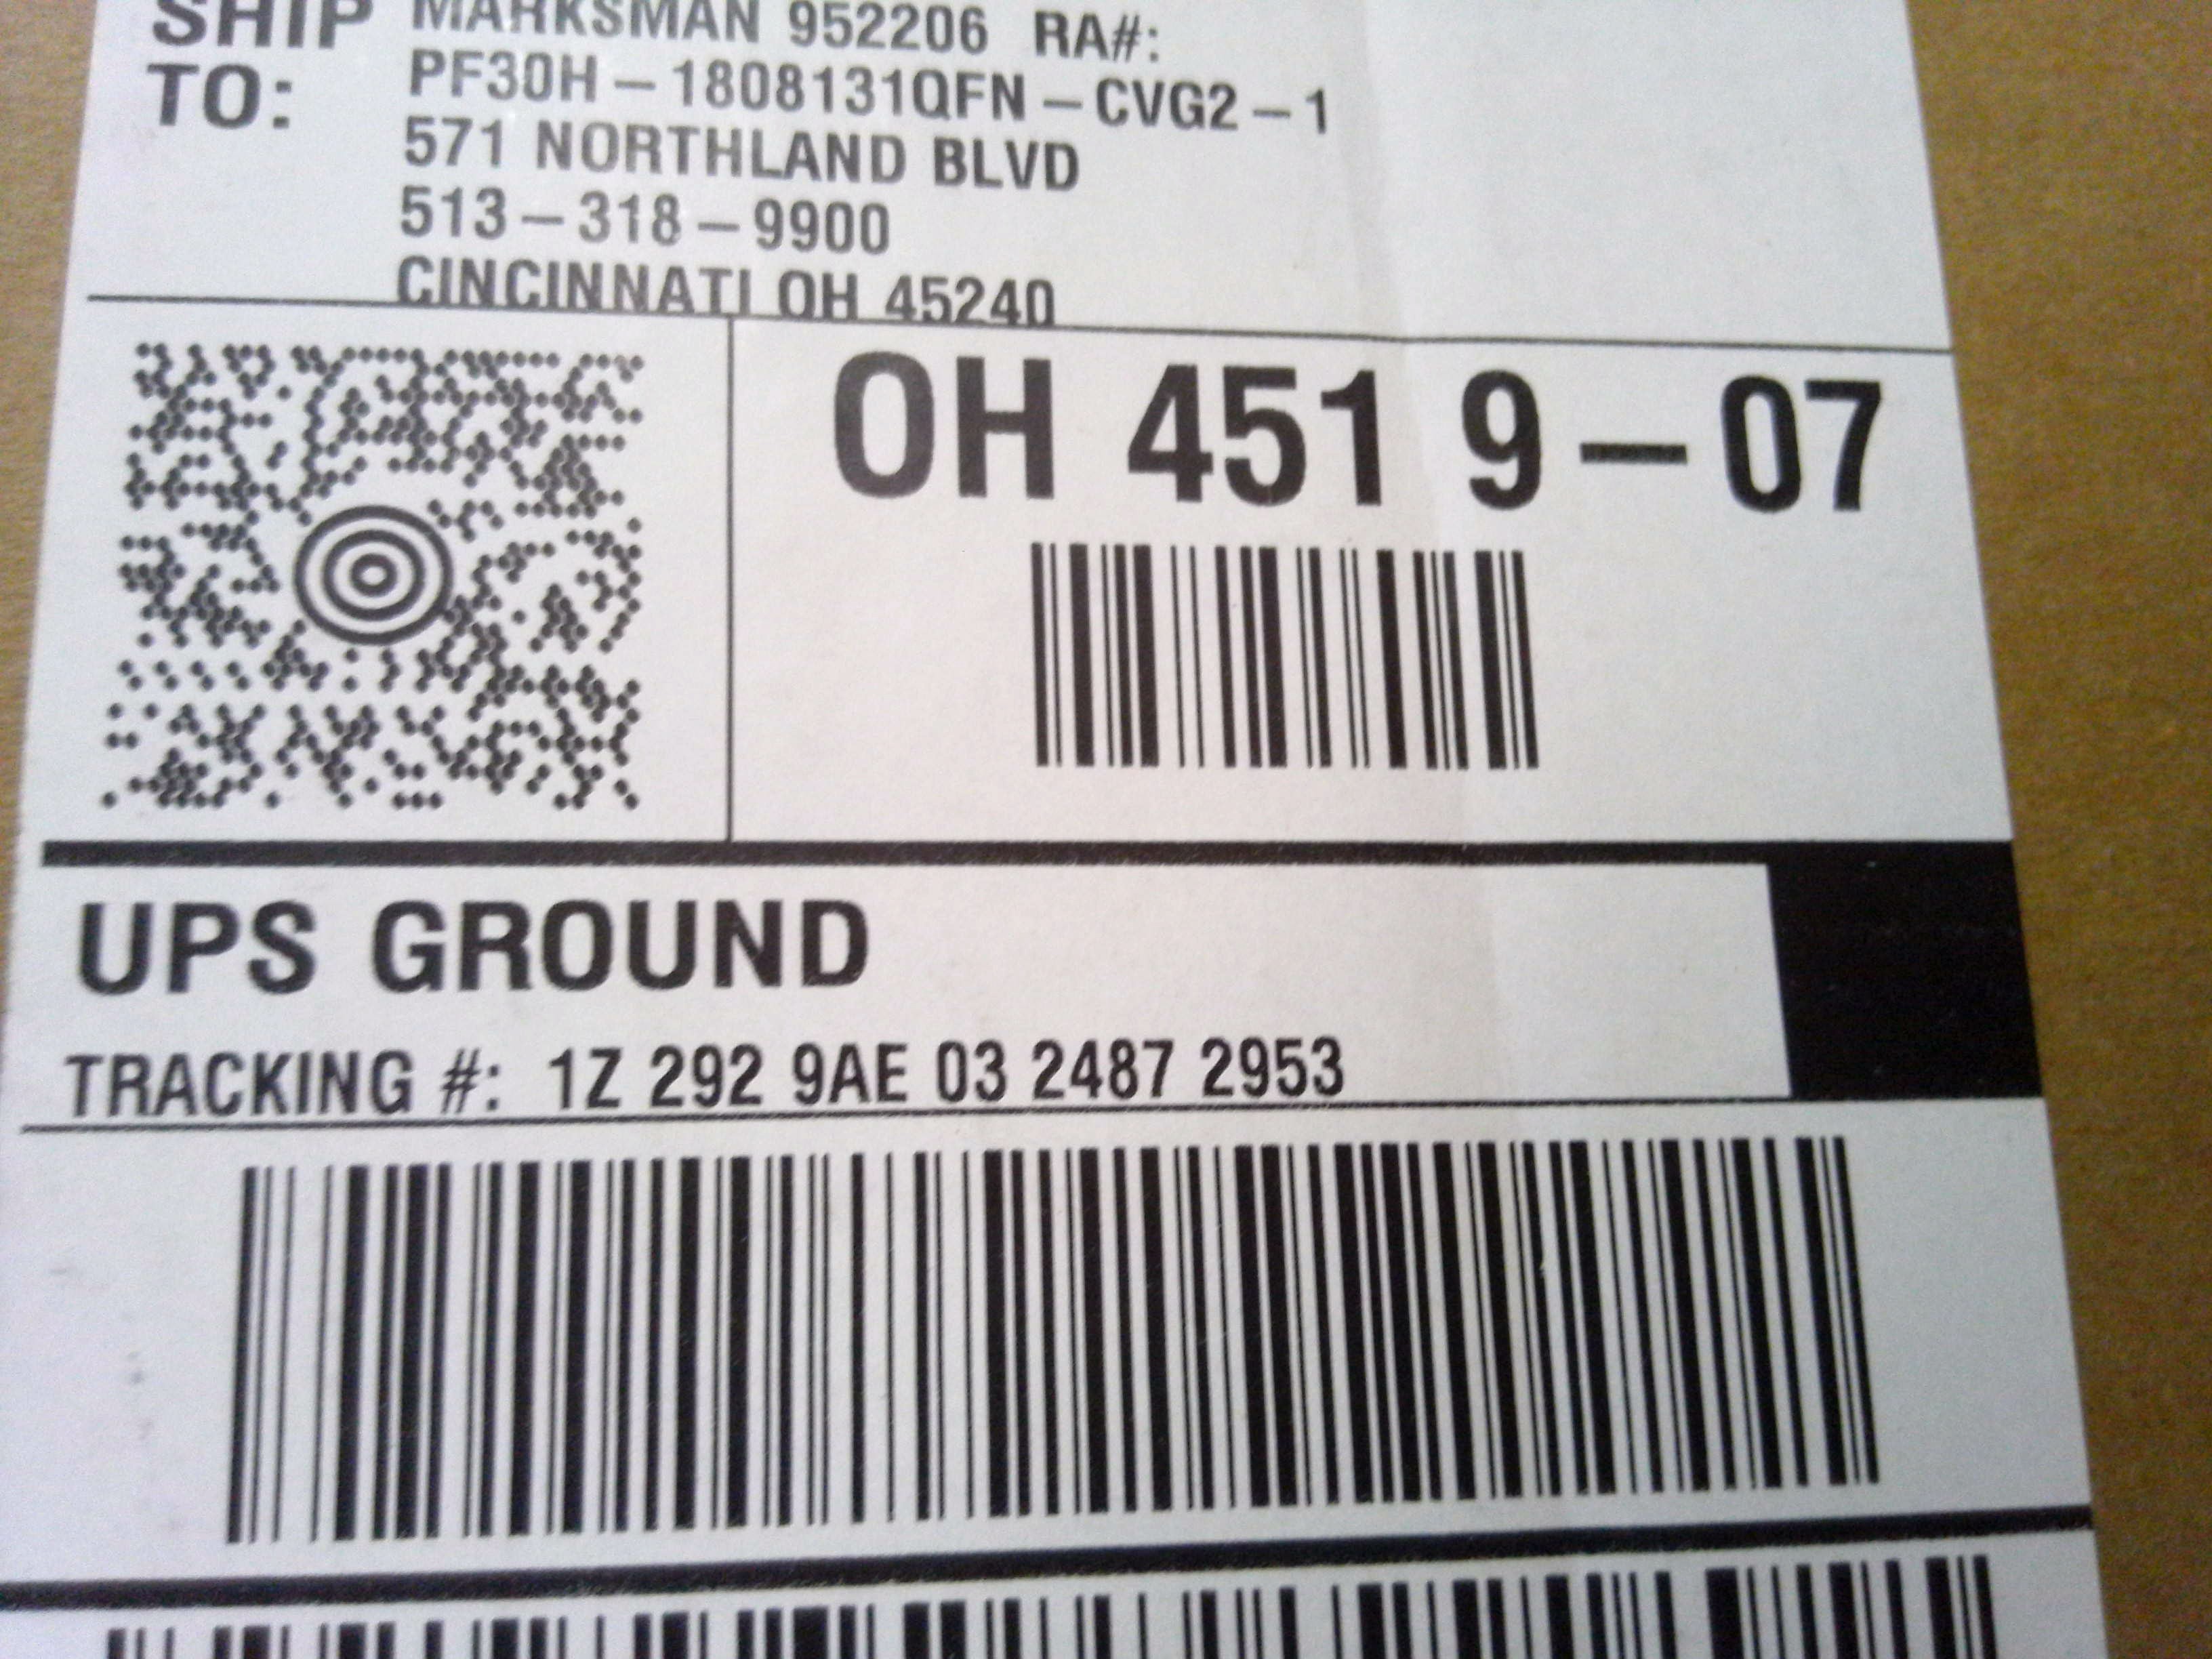 SHIP TO:
MARKSMAN 952206 RA#:
PF30H-1808131QFN-CVG2-1
571 NORTHLAND BLVD
513-318-9900
CINCINNATI OH 45240
OH 451 9-07
UPS GROUND
TRACKING #: 1Z 292 9AE 03 2487 2953